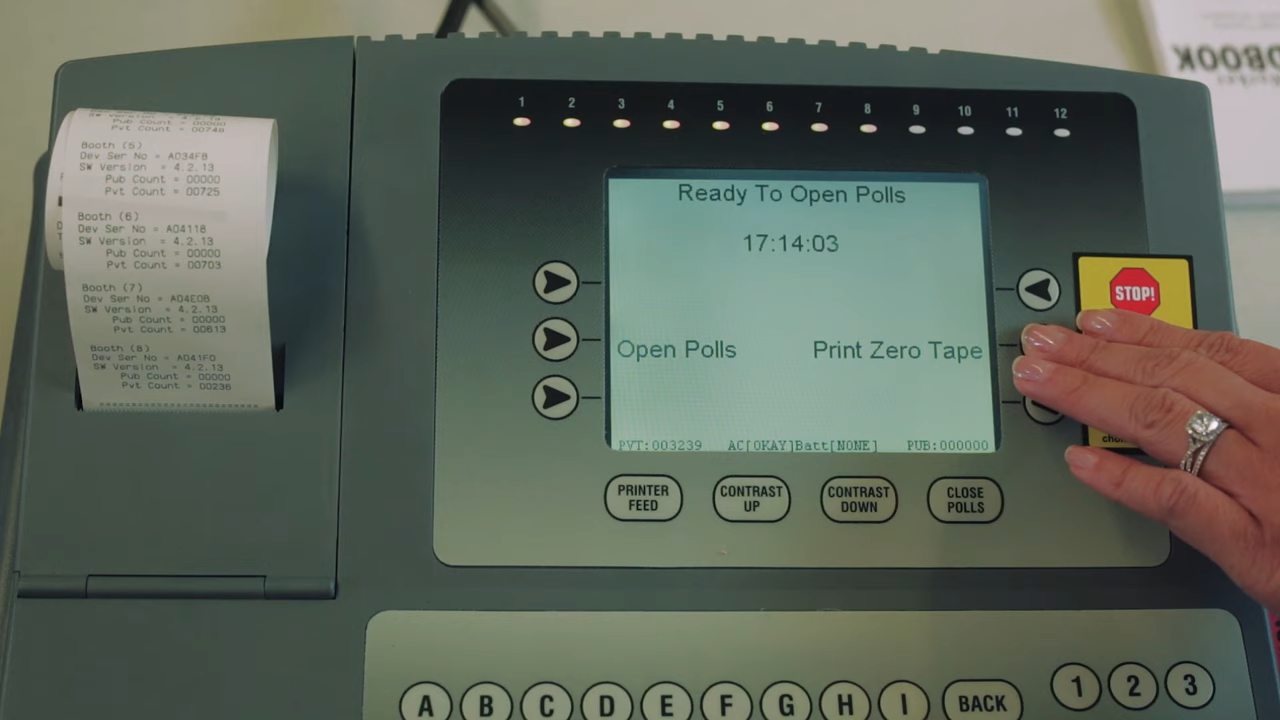 SW Version = 4.2.13
Pub Count = 00000
Pvt Count = 00748
Booth (5)
Dev Ser No = A034F8
SW Version = 4.2.13
Pub Count = 00000
Pvt Count = 00725
Booth (6)
Dev Ser No = A04118
SW Version = 4.2.13
Pub Count = 00000
Pvt Count = 00703
Booth (7)
Dev Ser No = A04E0B
SW Version = 4.2.13
Pub Count = 00000
Pvt Count = 00613
Booth (8)
Dev Ser No = A041F0
SW Version = 4.2.13
Pub Count = 00000
Pvt Count = 00236
1 2 3 4 5 6 7 8 9 10 11 12
Ready To Open Polls
17:14:03
Open Polls Print Zero Tape
PVT:003239 AC[OKAY]Batt[NONE] PUB:000000
STOP!
PRINTER
FEED
CONTRAST
UP
CONTRAST
DOWN
CLOSE
POLLS
A B C D E F G H I BACK 1 2 3